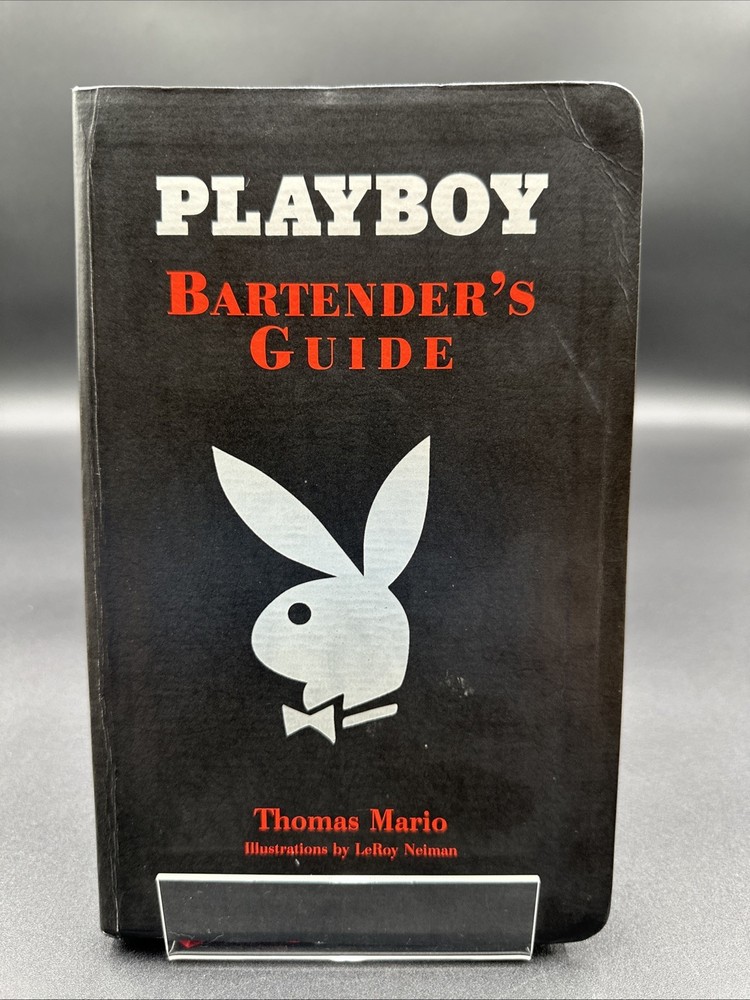 PLAYBOY
BARTENDER'S
GUIDE
Thomas Mario
Illustrations by LeRoy Neiman